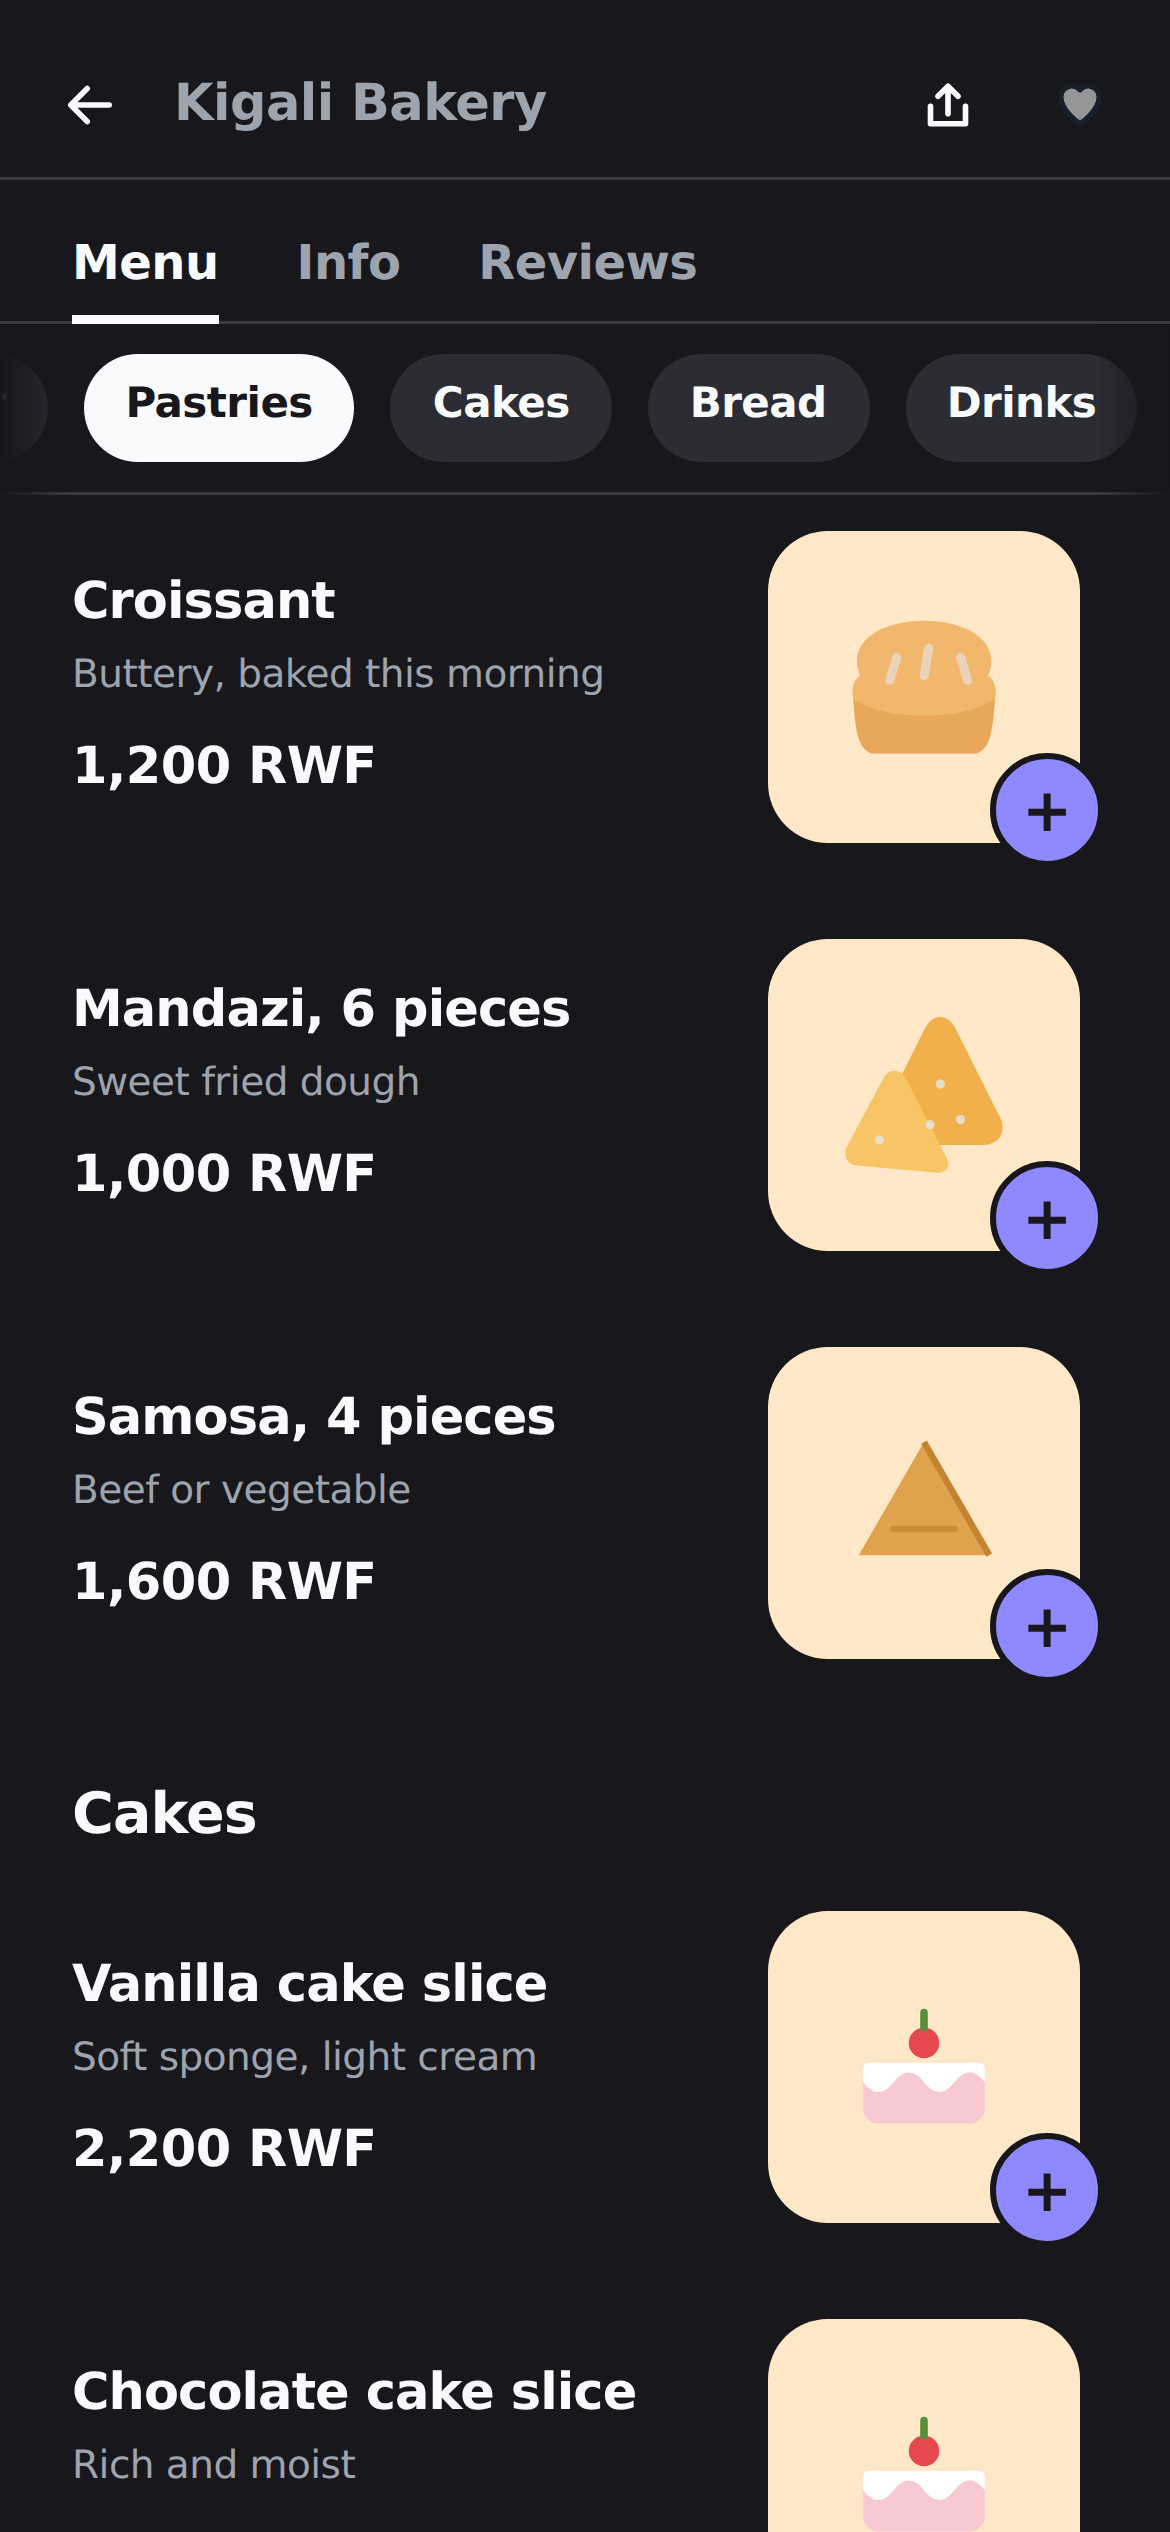 Kigali Bakery
Menu Info Reviews
Pastries Cakes Bread Drinks
Croissant
Buttery, baked this morning
1,200 RWF
Mandazi, 6 pieces
Sweet fried dough
1,000 RWF
Samosa, 4 pieces
Beef or vegetable
1,600 RWF
Cakes
Vanilla cake slice
Soft sponge, light cream
2,200 RWF
Chocolate cake slice
Rich and moist